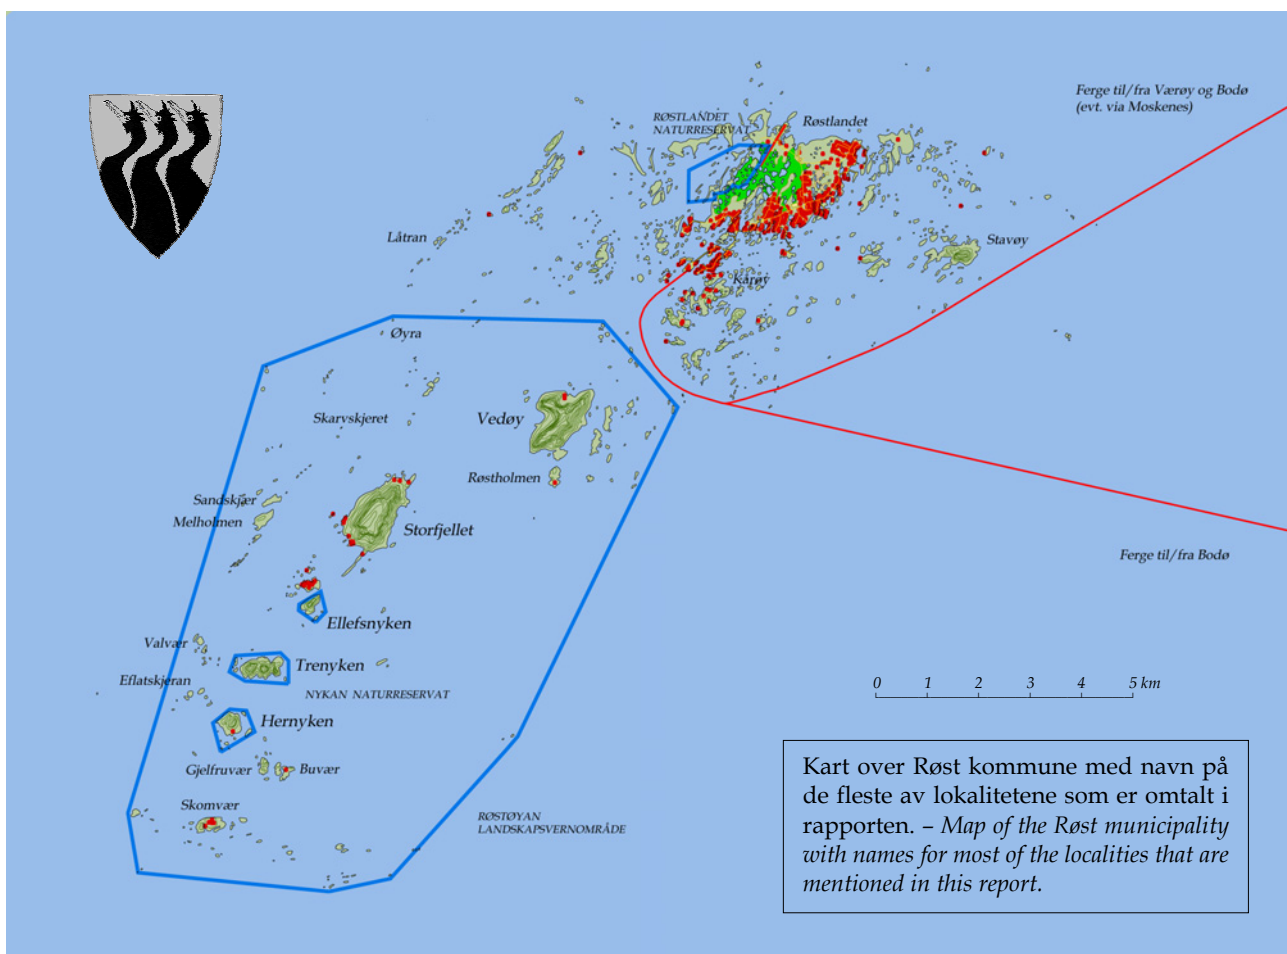 Ferge til/fra Værøy og Bodø
(evt. via Moskenes)
RØSTLANDET
NATURRESERVAT
Røstlandet
Låtran
Stavøy
Kårøy
Øyra
Skarvskjeret
Vedøy
Røstholmen
Sandskjær
Melholmen
Storfjellet
Ferge til/fra Bodø
Ellefsnyken
Valvær
Trenyken
Eflatskjeran
NYKAN NATURRESERVAT
0 1 2 3 4 5 km
Hernyken
Gjelfruvær
Buvær
Skomvær
RØSTØYAN
LANDSKAPSVERNOMRÅDE
Kart over Røst kommune med navn på
de fleste av lokalitetene som er omtalt i
rapporten. – Map of the Røst municipality
with names for most of the localities that are
mentioned in this report.